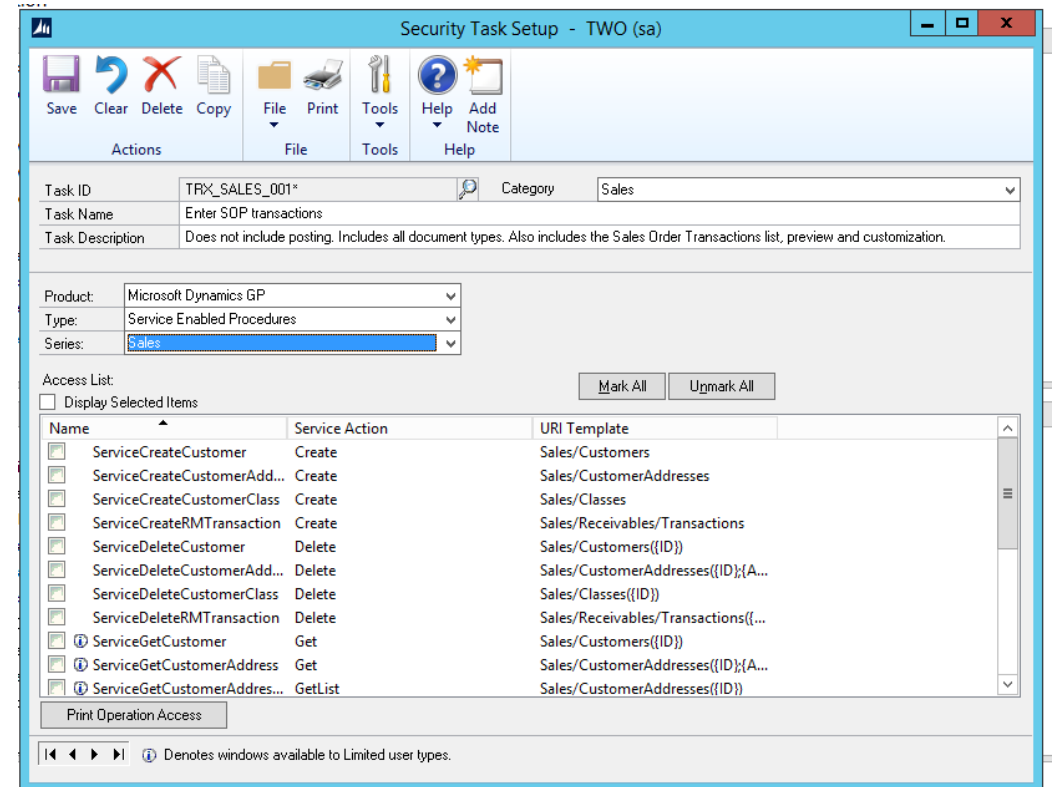 Security Task Setup - TWO (sa)
Save Clear Delete Copy File Print Tools Help Add Note
Actions File Tools Help
Task ID TRX_SALES_001* Category Sales
Task Name Enter SOP transactions
Task Description Does not include posting. Includes all document types. Also includes the Sales Order Transactions list, preview and customization.
Product: Microsoft Dynamics GP
Type: Service Enabled Procedures
Series: Sales
Access List:
Mark All Unmark All
Display Selected Items
Name Service Action URI Template
ServiceCreateCustomer Create Sales/Customers
ServiceCreateCustomerAdd... Create Sales/CustomerAddresses
ServiceCreateCustomerClass Create Sales/Classes
ServiceCreateRMTransaction Create Sales/Receivables/Transactions
ServiceDeleteCustomer Delete Sales/Customers({ID})
ServiceDeleteCustomerAdd... Delete Sales/CustomerAddresses({ID};{A...
ServiceDeleteCustomerClass Delete Sales/Classes({ID})
ServiceDeleteRMTransaction Delete Sales/Receivables/Transactions({...
ServiceGetCustomer Get Sales/Customers({ID})
ServiceGetCustomerAddress Get Sales/CustomerAddresses({ID};{A...
ServiceGetCustomerAddres... GetList Sales/CustomerAddresses({ID})
Print Operation Access
Denotes windows available to Limited user types.